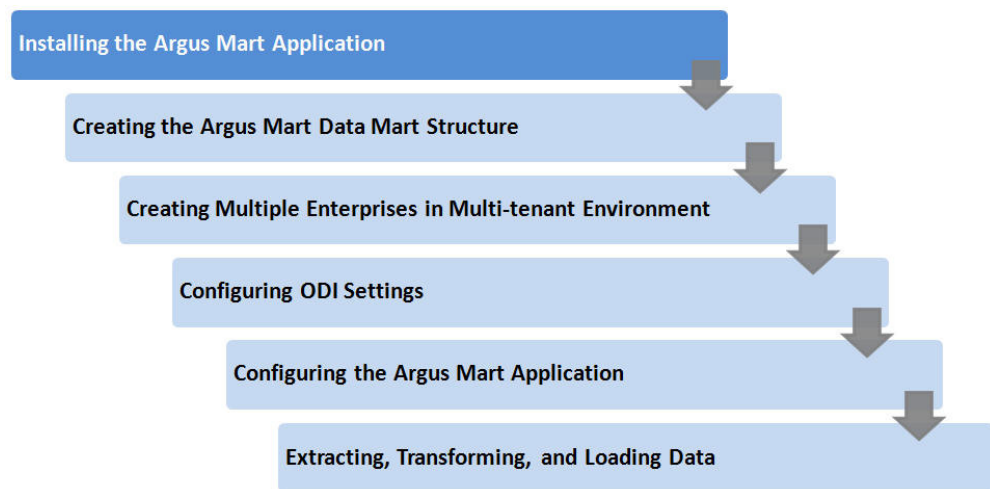 Installing the Argus Mart Application
Creating the Argus Mart Data Mart Structure
Creating Multiple Enterprises in Multi-tenant Environment
Configuring ODI Settings
Configuring the Argus Mart Application
Extracting, Transforming, and Loading Data